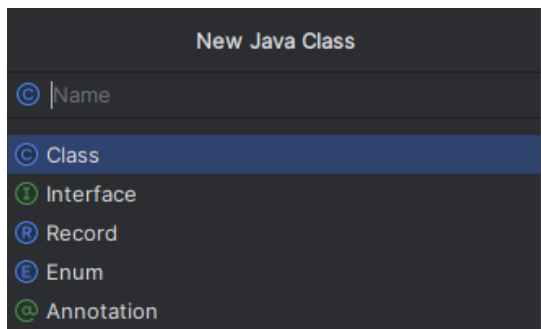 New Java Class
C Name
C Class
I Interface
R Record
E Enum
@ Annotation